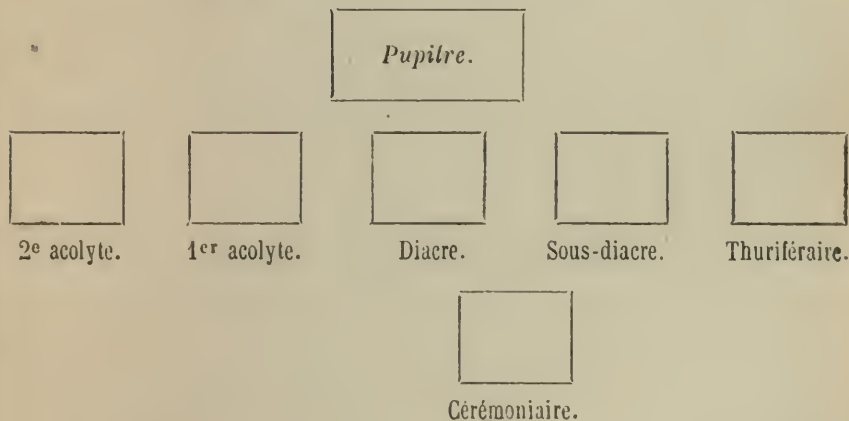 Pupitre.
2e acolyte. 1er acolyte. Diacre. Sous-diacre. Thuriféraire.
Cérémoniaire.